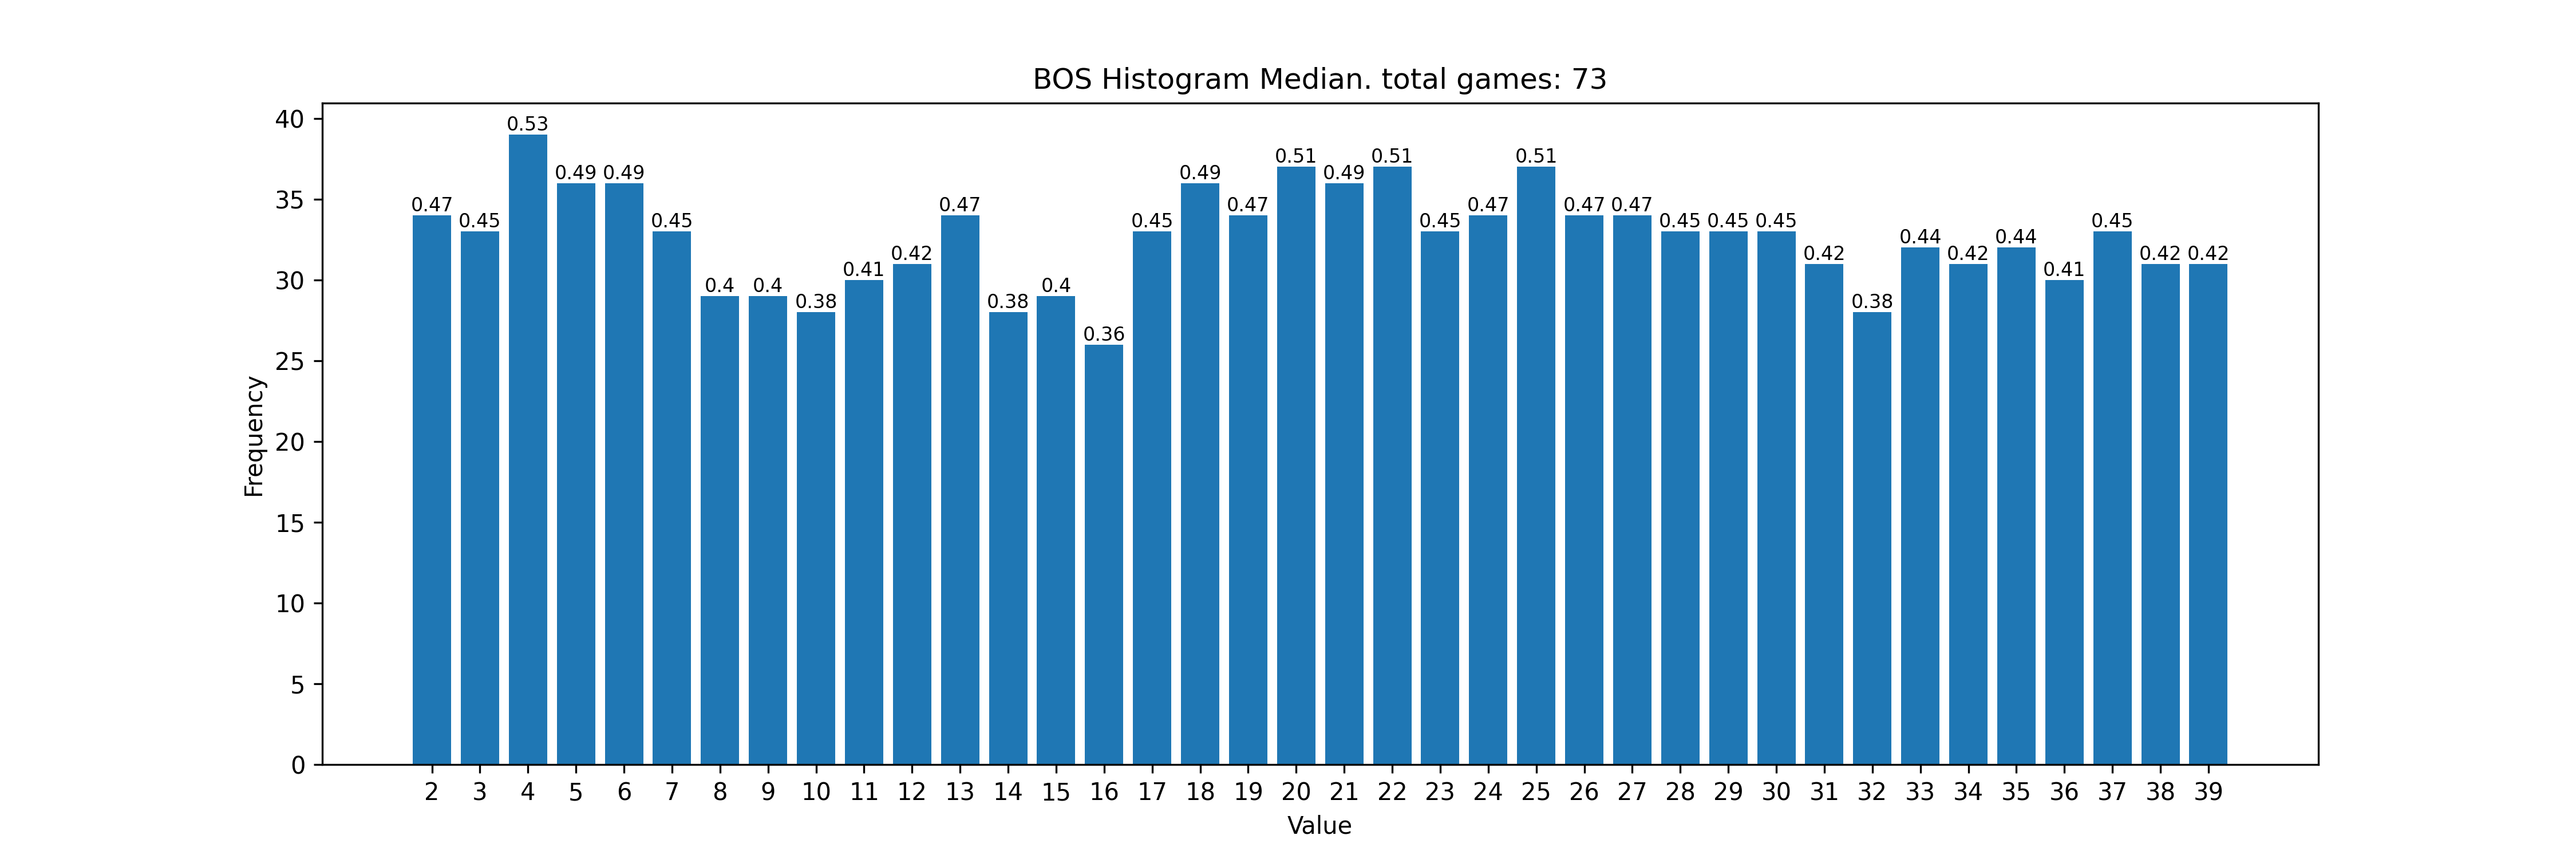 BOS Histogram Median. total games: 73
40
35
30
25
20
15
10
5
0
Frequency
0.47 0.45 0.53 0.49 0.49 0.45 0.4 0.4 0.38 0.41 0.42 0.47 0.38 0.4 0.36 0.45 0.49 0.47 0.51 0.49 0.51 0.45 0.47 0.51 0.47 0.47 0.45 0.45 0.45 0.42 0.38 0.44 0.42 0.44 0.41 0.45 0.42 0.42
2 3 4 5 6 7 8 9 10 11 12 13 14 15 16 17 18 19 20 21 22 23 24 25 26 27 28 29 30 31 32 33 34 35 36 37 38 39
Value